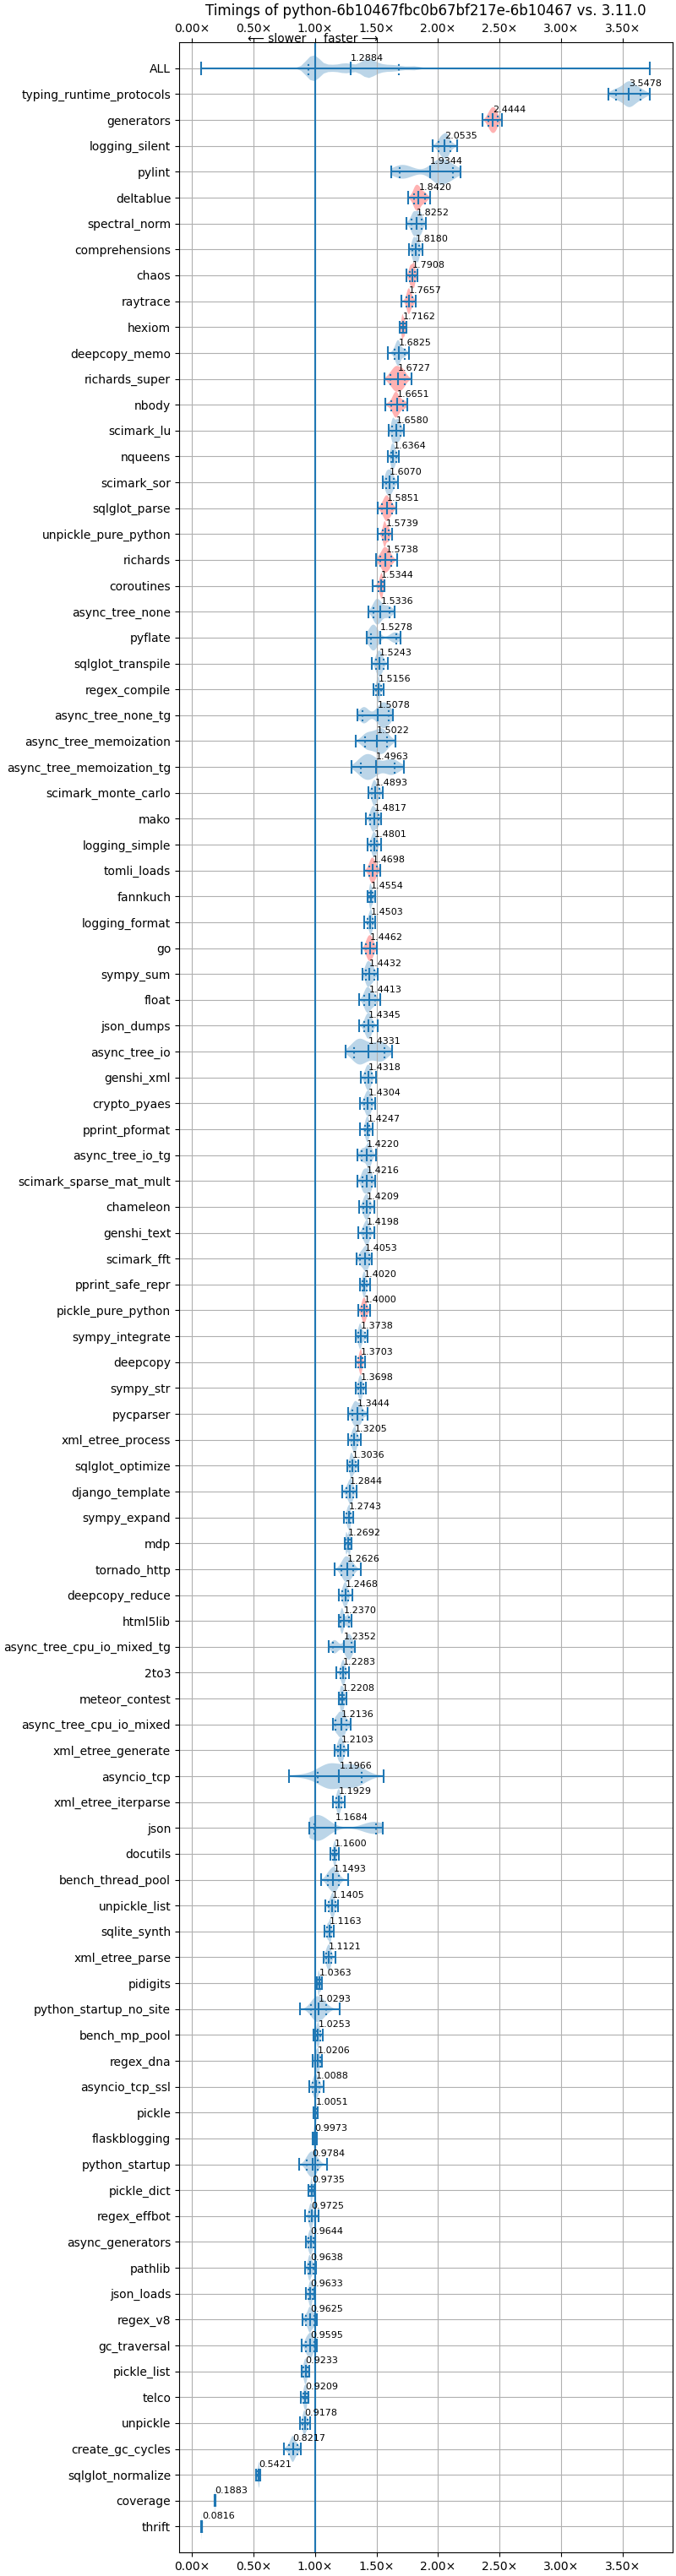 Timings of python-6b10467fbc0b67bf217e-6b10467 vs. 3.11.0
0.00× 0.50× 1.00× 1.50× 2.00× 2.50× 3.00× 3.50×
⟵ slower faster ⟶
ALL 1.2884
typing_runtime_protocols 3.5478
generators 2.4444
logging_silent 2.0535
pylint 1.9344
deltablue 1.8420
spectral_norm 1.8252
comprehensions 1.8180
chaos 1.7908
raytrace 1.7657
hexiom 1.7162
deepcopy_memo 1.6825
richards_super 1.6727
nbody 1.6651
scimark_lu 1.6580
nqueens 1.6364
scimark_sor 1.6070
sqlglot_parse 1.5851
unpickle_pure_python 1.5739
richards 1.5738
coroutines 1.5344
async_tree_none 1.5336
pyflate 1.5278
sqlglot_transpile 1.5243
regex_compile 1.5156
async_tree_none_tg 1.5078
async_tree_memoization 1.5022
async_tree_memoization_tg 1.4963
scimark_monte_carlo 1.4893
mako 1.4817
logging_simple 1.4801
tomli_loads 1.4698
fannkuch 1.4554
logging_format 1.4503
go 1.4462
sympy_sum 1.4432
float 1.4413
json_dumps 1.4345
async_tree_io 1.4331
genshi_xml 1.4318
crypto_pyaes 1.4304
pprint_pformat 1.4247
async_tree_io_tg 1.4220
scimark_sparse_mat_mult 1.4216
chameleon 1.4209
genshi_text 1.4198
scimark_fft 1.4053
pprint_safe_repr 1.4020
pickle_pure_python 1.4000
sympy_integrate 1.3738
deepcopy 1.3703
sympy_str 1.3698
pycparser 1.3444
xml_etree_process 1.3205
sqlglot_optimize 1.3036
django_template 1.2844
sympy_expand 1.2743
mdp 1.2692
tornado_http 1.2626
deepcopy_reduce 1.2468
html5lib 1.2370
async_tree_cpu_io_mixed_tg 1.2352
2to3 1.2283
meteor_contest 1.2208
async_tree_cpu_io_mixed 1.2136
xml_etree_generate 1.2103
asyncio_tcp 1.1966
xml_etree_iterparse 1.1929
json 1.1684
docutils 1.1600
bench_thread_pool 1.1493
unpickle_list 1.1405
sqlite_synth 1.1163
xml_etree_parse 1.1121
pidigits 1.0363
python_startup_no_site 1.0293
bench_mp_pool 1.0253
regex_dna 1.0206
asyncio_tcp_ssl 1.0088
pickle 1.0051
flaskblogging 0.9973
python_startup 0.9784
pickle_dict 0.9735
regex_effbot 0.9725
async_generators 0.9644
pathlib 0.9638
json_loads 0.9633
regex_v8 0.9625
gc_traversal 0.9595
pickle_list 0.9233
telco 0.9209
unpickle 0.9178
create_gc_cycles 0.8217
sqlglot_normalize 0.5421
coverage 0.1883
thrift 0.0816
0.00× 0.50× 1.00× 1.50× 2.00× 2.50× 3.00× 3.50×